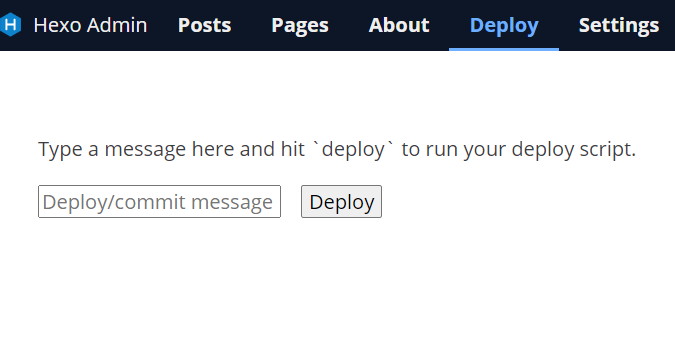 Hexo Admin Posts Pages About Deploy Settings
Type a message here and hit `deploy` to run your deploy script.
Deploy/commit message Deploy